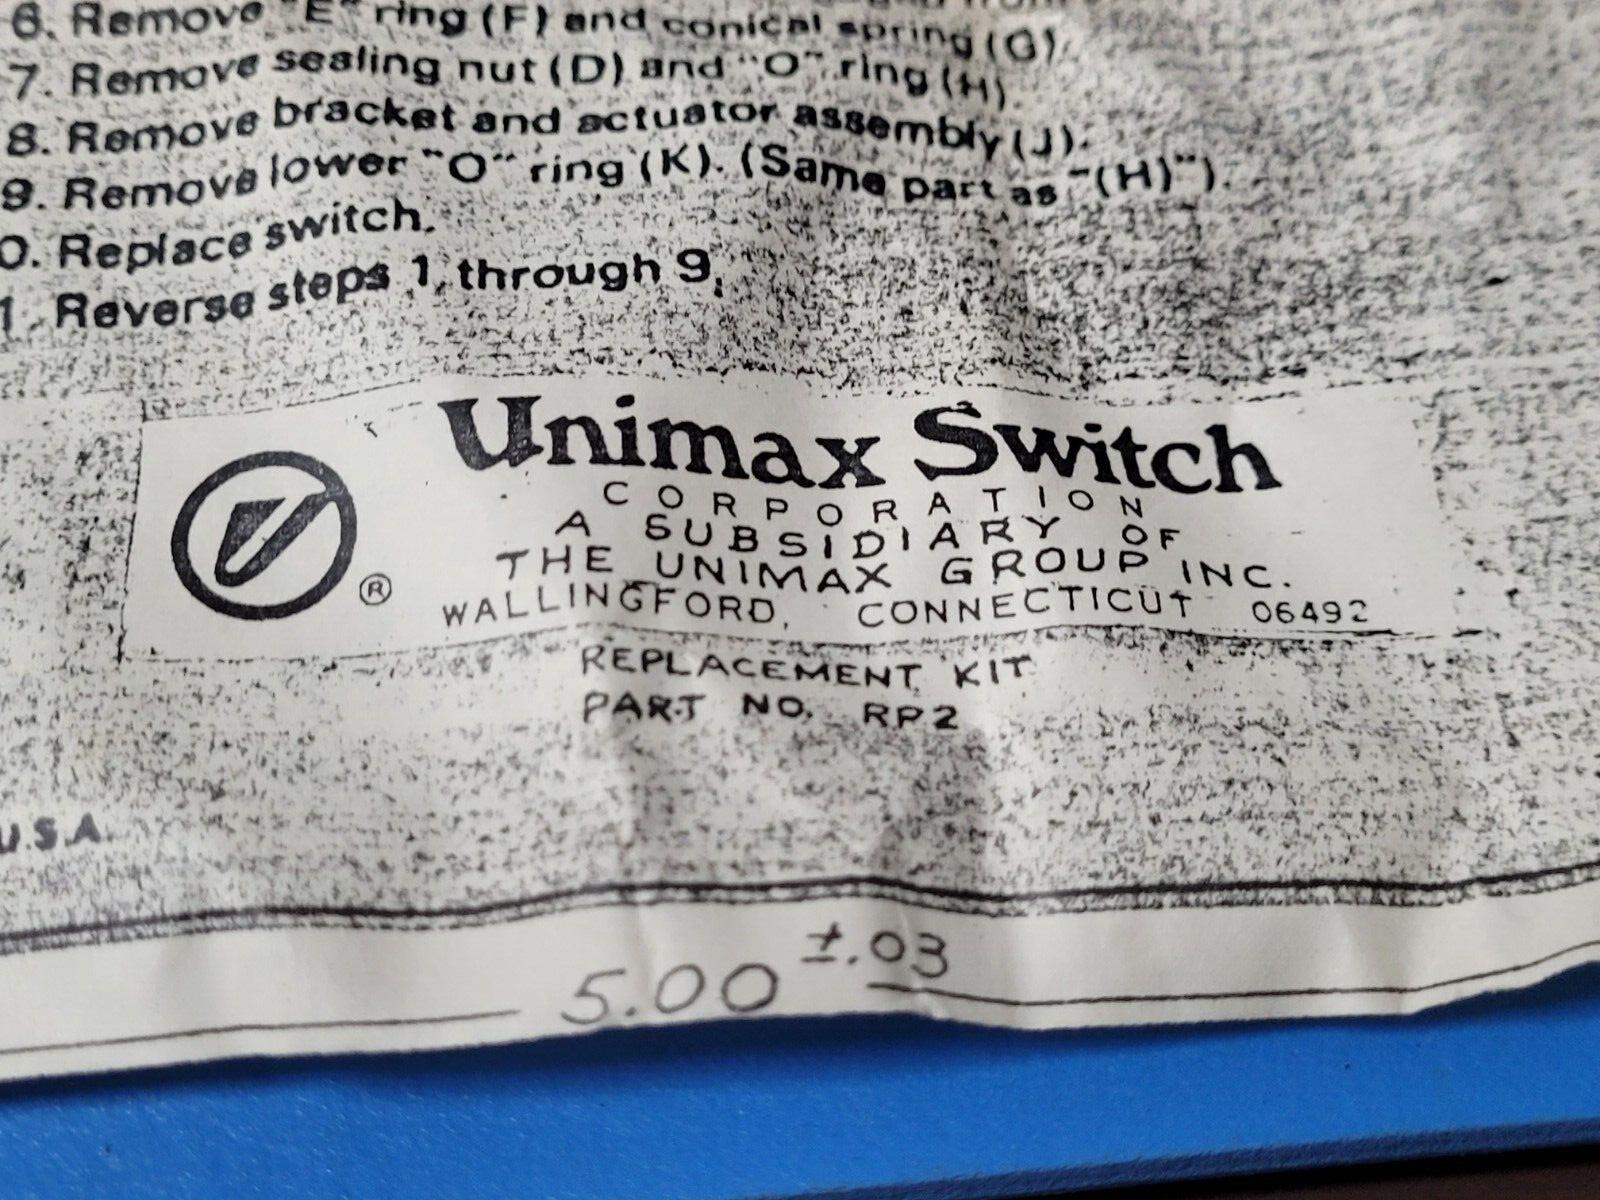 6. Remove "E" ring (F) and conical spring (G).
7. Remove sealing nut (D) and "O" ring (H).
8. Remove bracket and actuator assembly (J).
9. Remove lower "O" ring (K). (Same part as "(H)").
0. Replace switch.
1. Reverse steps 1 through 9.
Unimax Switch
CORPORATION
A SUBSIDIARY OF
THE UNIMAX GROUP INC.
® WALLINGFORD, CONNECTICUT 06492
REPLACEMENT KIT
PART NO. RP2
U.S.A.
5.00 ±.03